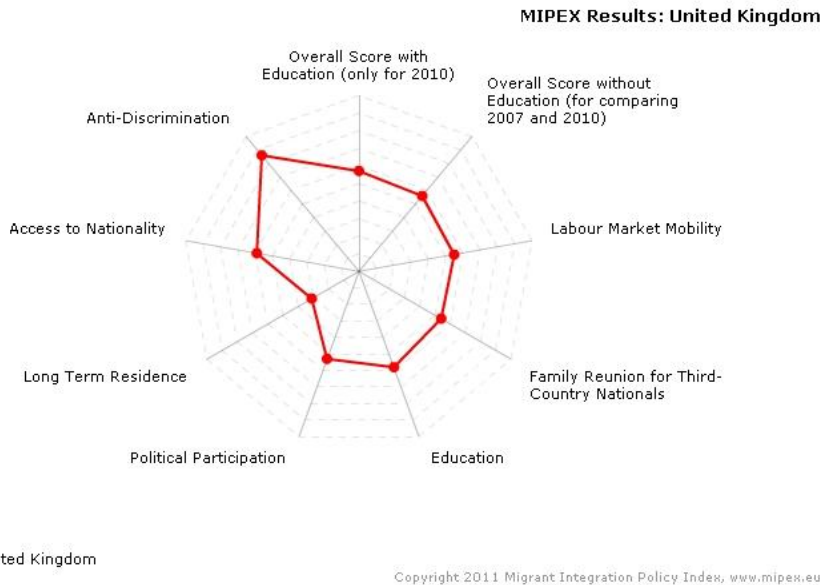 MIPEX Results: United Kingdom
Overall Score with
Education (only for 2010)
Overall Score without
Education (for comparing
2007 and 2010)
Anti-Discrimination
Access to Nationality
Labour Market Mobility
Long Term Residence
Family Reunion for Third-
Country Nationals
Political Participation
Education
ted Kingdom
Copyright 2011 Migrant Integration Policy Index, www.mipex.eu